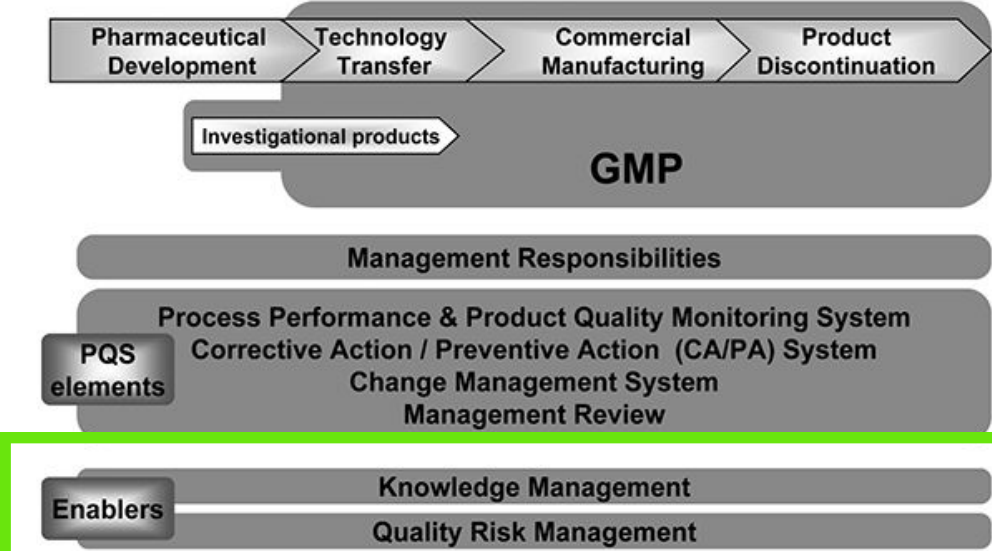 Pharmaceutical
Development
Technology
Transfer
Commercial
Manufacturing
Product
Discontinuation
Investigational products
GMP
Management Responsibilities
PQS
elements
Process Performance & Product Quality Monitoring System
Corrective Action / Preventive Action (CA/PA) System
Change Management System
Management Review
Enablers
Knowledge Management
Quality Risk Management